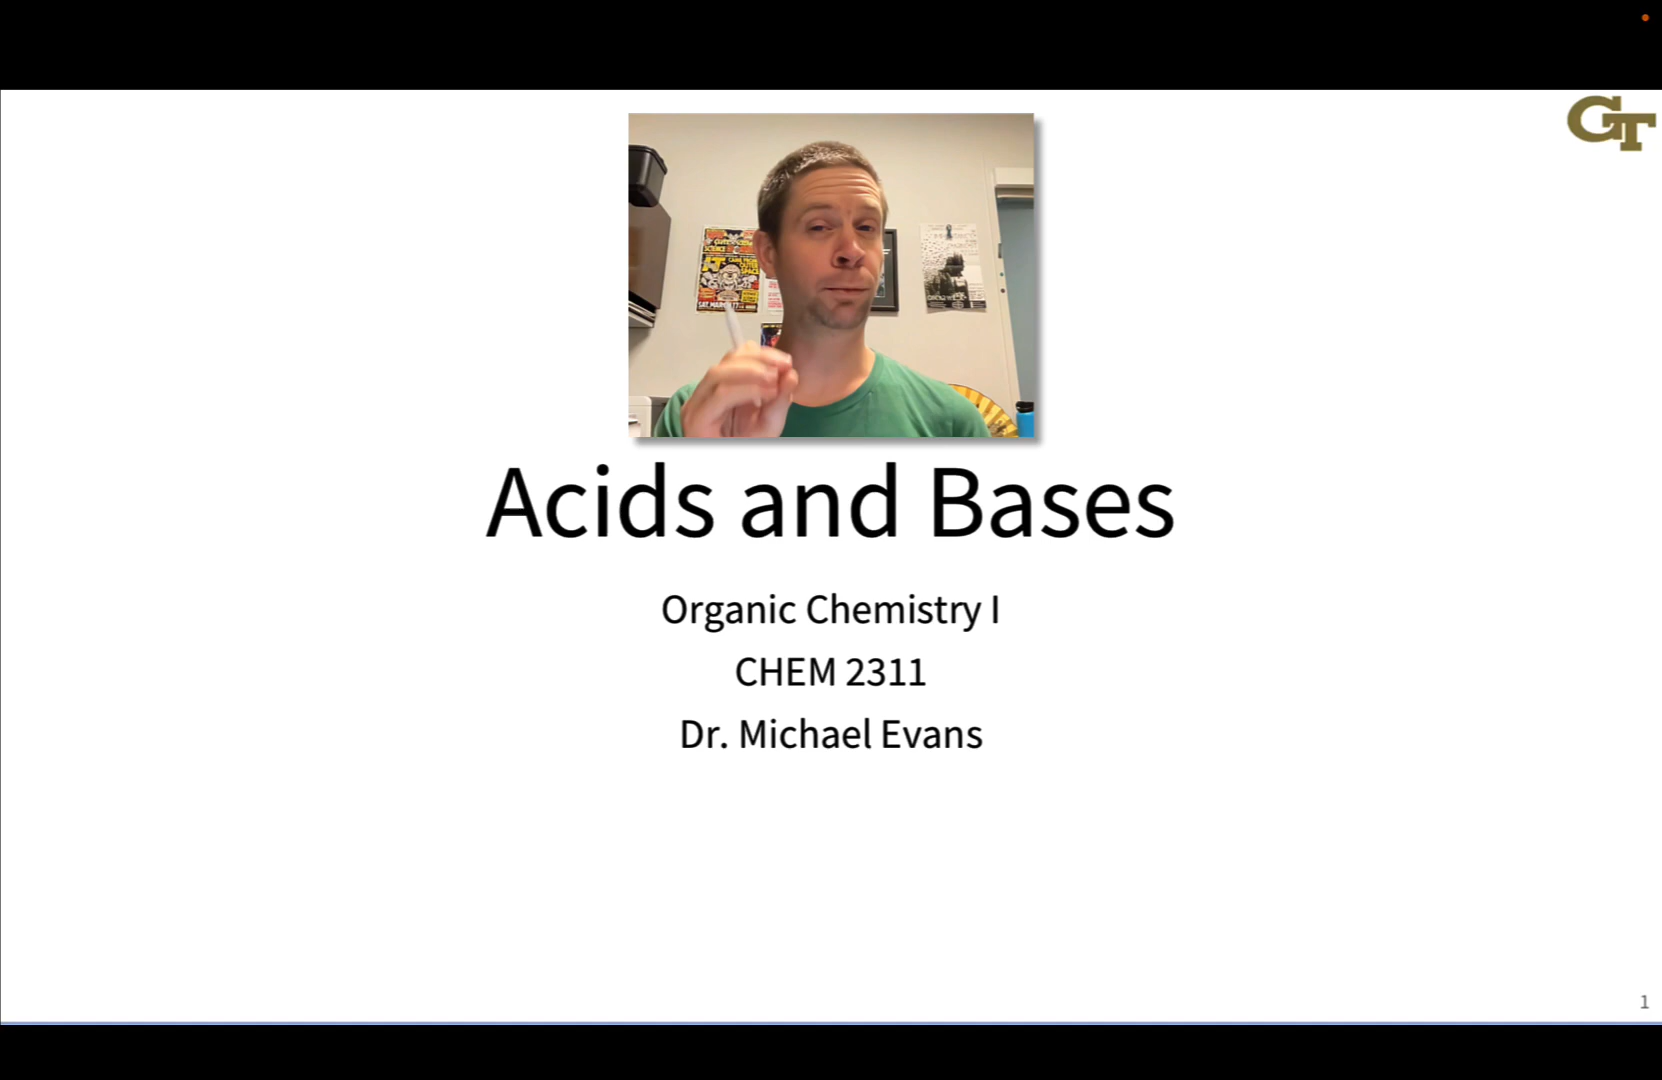 GT
Acids and Bases
Organic Chemistry I
CHEM 2311
Dr. Michael Evans
1